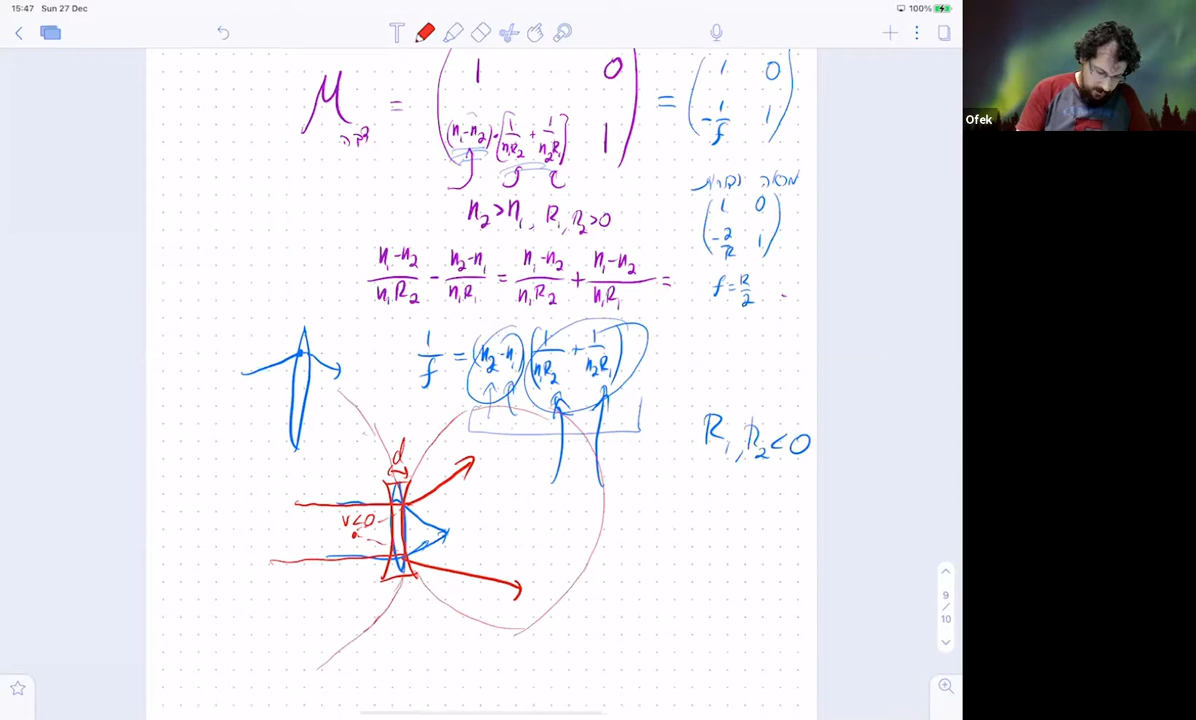 15:47 Sun 27 Dec
100%
M דקה = ( 1 0 (n₁-n₂)·[1/n₁R₂ + 1/n₂R₁] 1 ) = ( 1 0 -1/f 1 )
n₂>n₁, R₁, R₂>0
( 1 0 -2/R 1 )
n₁-n₂/n₁R₂ - n₂-n₁/n₁R₁ = n₁-n₂/n₁R₂ + n₁-n₂/n₁R₁ =
f=R/2
1/f = (n₂-n₁)(1/n₁R₂ + 1/n₂R₁)
R₁, R₂<0
d
v<0
9
/
10
Ofek